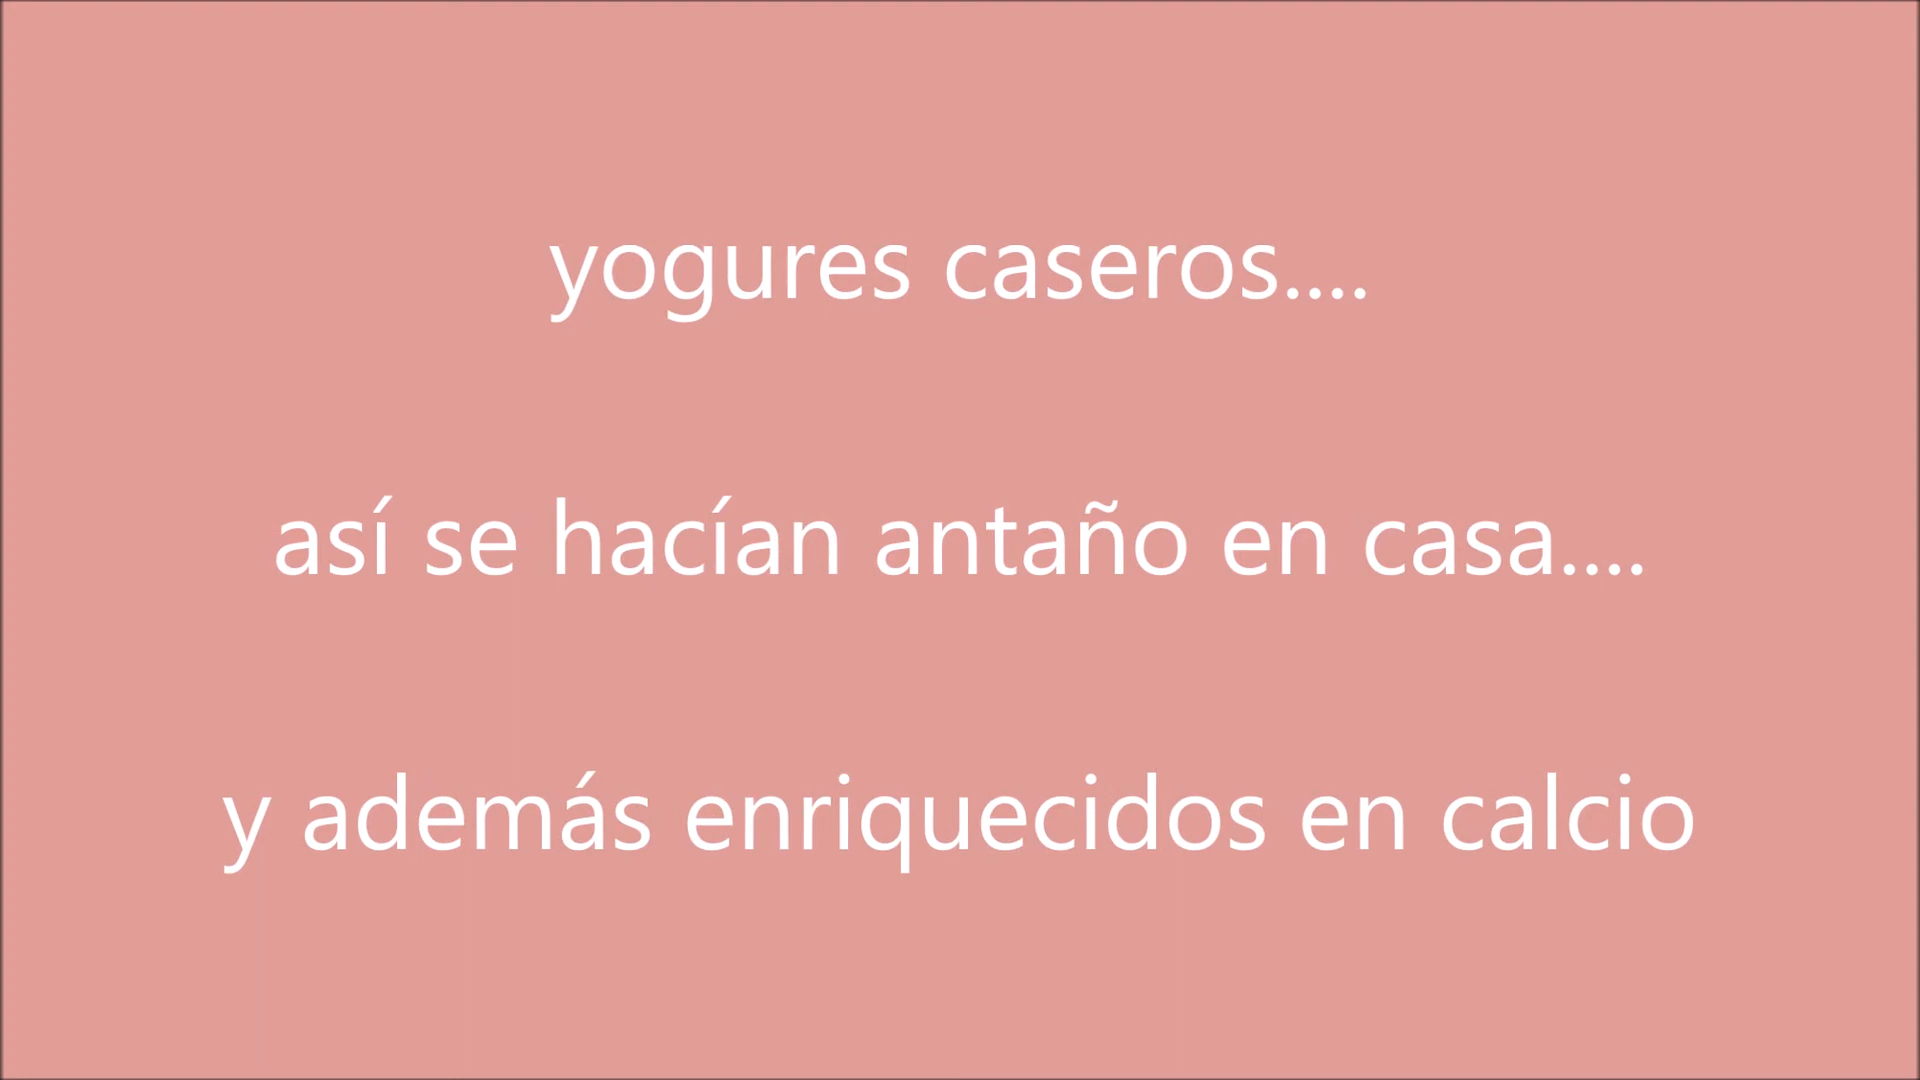 yogures caseros....
así se hacían antaño en casa....
y además enriquecidos en calcio